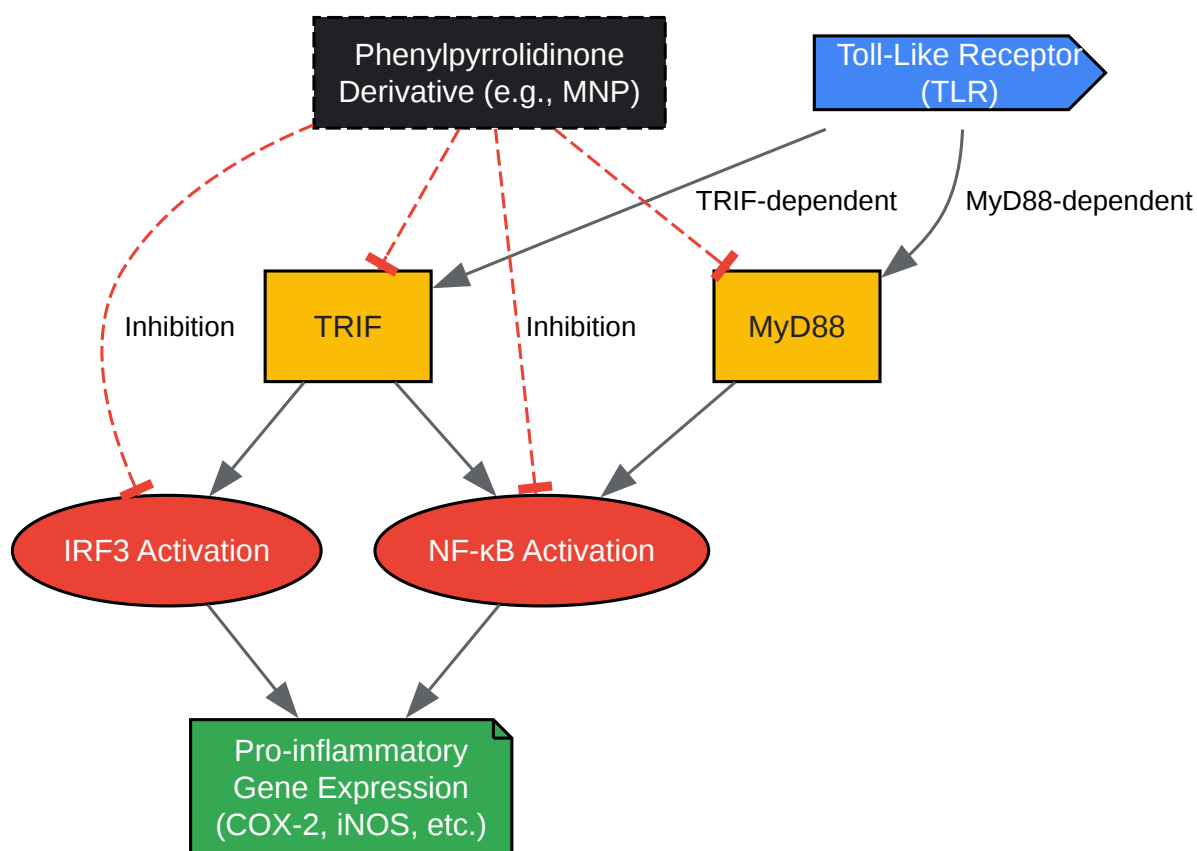 Phenylpyrrolidinone
Derivative (e.g., MNP)
Toll-Like Receptor
(TLR)
TRIF-dependent
MyD88-dependent
Inhibition
TRIF
Inhibition
MyD88
IRF3 Activation
NF-κB Activation
Pro-inflammatory
Gene Expression
(COX-2, iNOS, etc.)